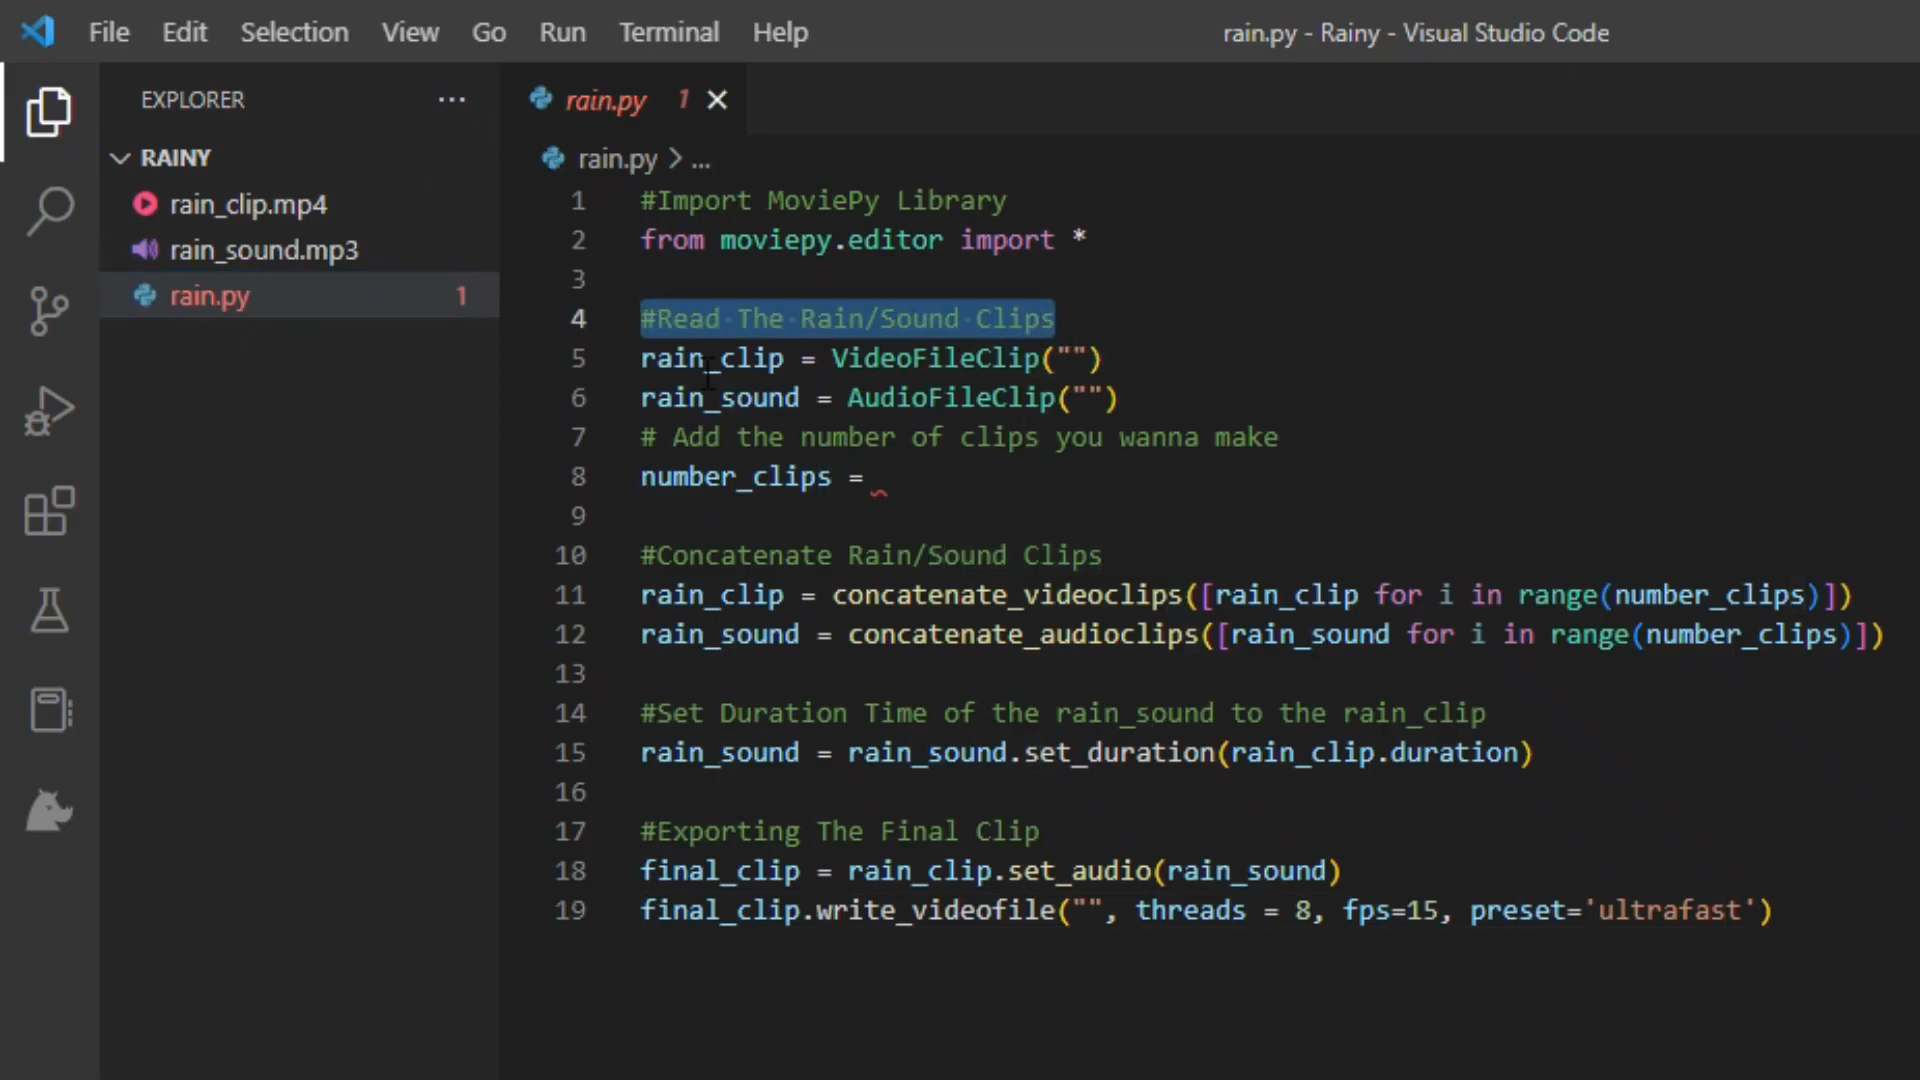 File Edit Selection View Go Run Terminal Help rain.py - Rainy - Visual Studio Code
EXPLORER ...
RAINY
rain_clip.mp4
rain_sound.mp3
rain.py 1
rain.py 1
rain.py > ...
1 #Import MoviePy Library
2 from moviepy.editor import *
3
4 #Read The Rain/Sound Clips
5 rain_clip = VideoFileClip("")
6 rain_sound = AudioFileClip("")
7 # Add the number of clips you wanna make
8 number_clips =
9
10 #Concatenate Rain/Sound Clips
11 rain_clip = concatenate_videoclips([rain_clip for i in range(number_clips)])
12 rain_sound = concatenate_audioclips([rain_sound for i in range(number_clips)])
13
14 #Set Duration Time of the rain_sound to the rain_clip
15 rain_sound = rain_sound.set_duration(rain_clip.duration)
16
17 #Exporting The Final Clip
18 final_clip = rain_clip.set_audio(rain_sound)
19 final_clip.write_videofile("", threads = 8, fps=15, preset='ultrafast')